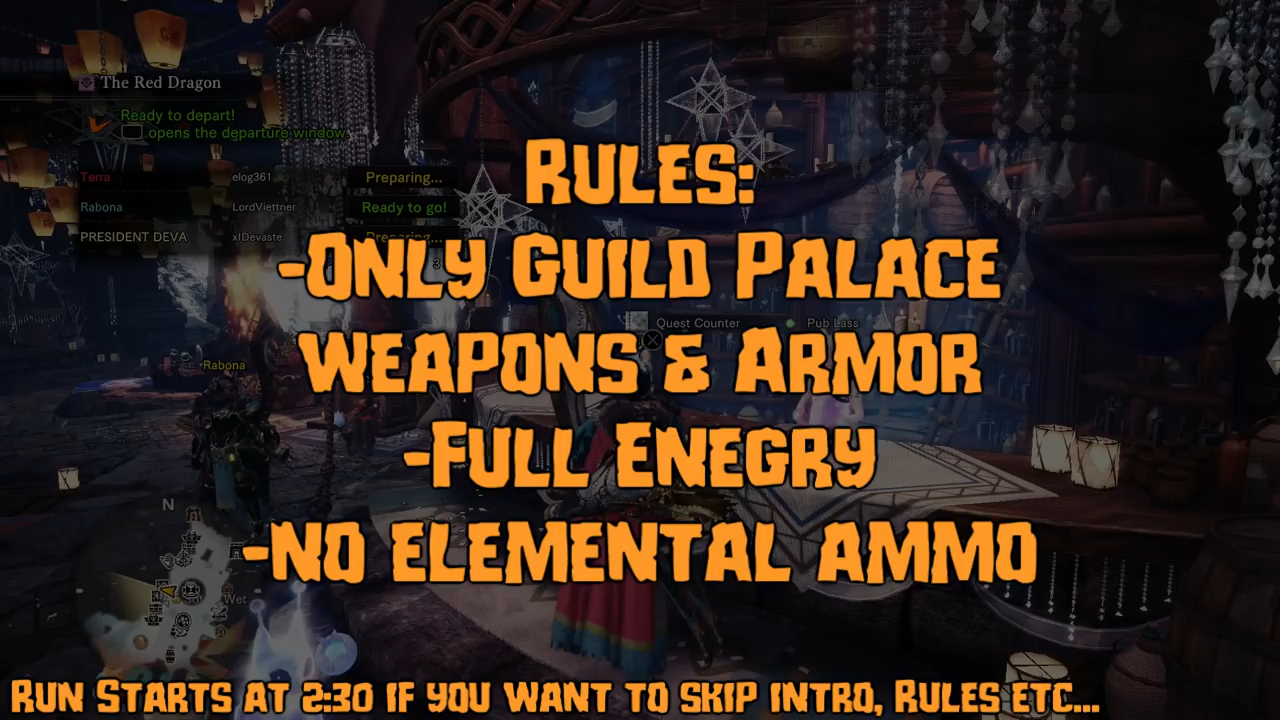 The Red Dragon
Ready to depart!
opens the departure window.
Terra elog361 Preparing...
Rabona LordViettner Ready to go!
PRESIDENT DEVA xIDevaste Preparing...
RULES:
-ONLY GUILD PALACE
Quest Counter Pub Lass
WEAPONS & ARMOR
Rabona
-FULL ENEGRY
N
-NO ELEMENTAL AMMO
Wet
RUN STARTS AT 2:30 IF YOU WANT TO SKIP INTRO, RULES ETC...